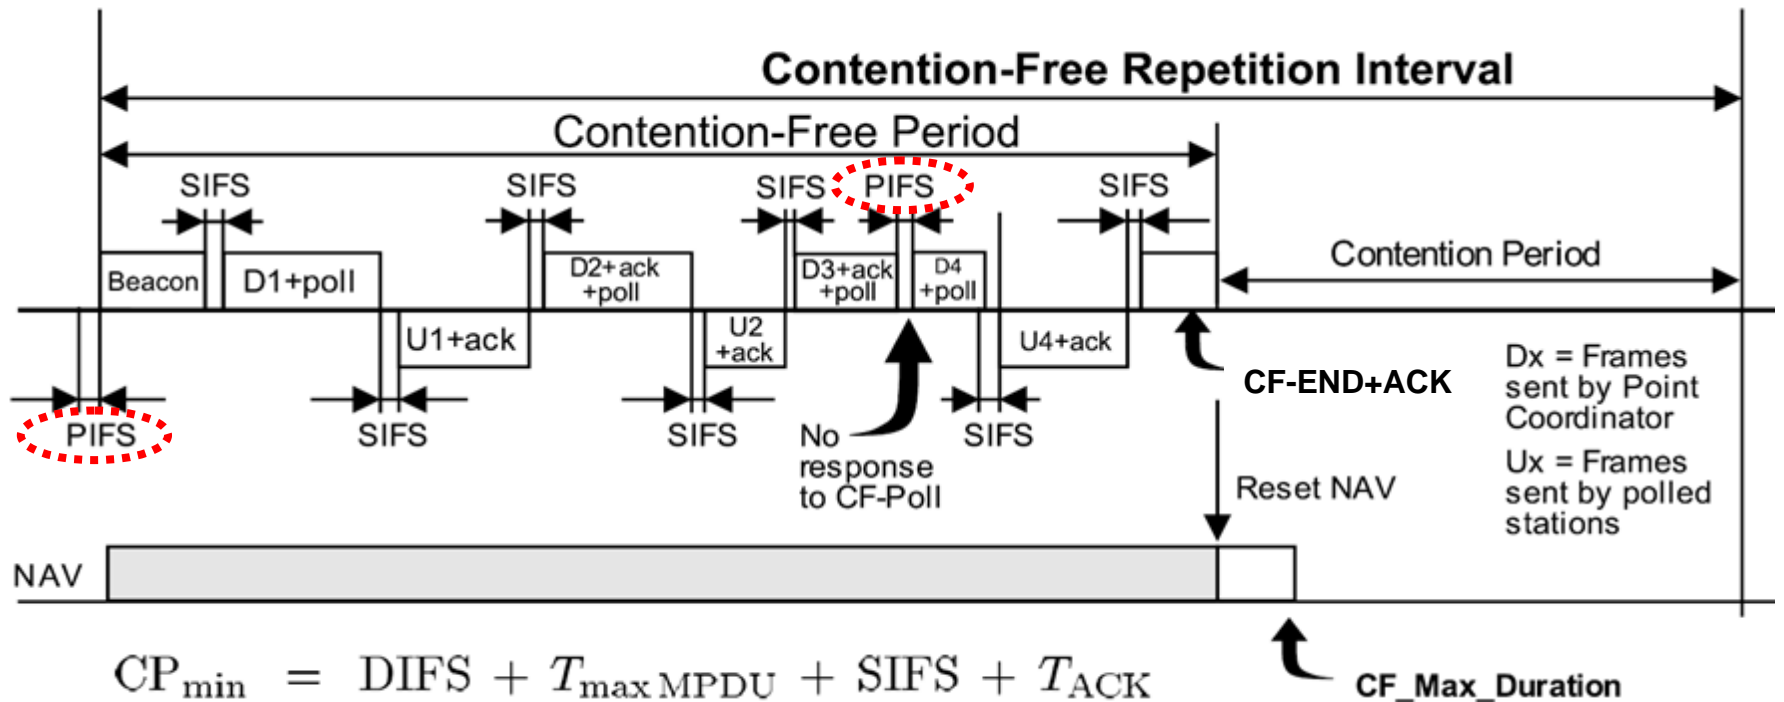 Contention-Free Repetition Interval
Contention-Free Period
SIFS
SIFS
SIFS
PIFS
SIFS
Contention Period
Beacon
D1+poll
D2+ack
+poll
D3+ack
+poll
D4
+poll
U1+ack
U2
+ack
U4+ack
PIFS
SIFS
SIFS
No
response
to CF-Poll
SIFS
CF-END+ACK
Reset NAV
Dx = Frames
sent by Point
Coordinator
Ux = Frames
sent by polled
stations
NAV
CPmin = DIFS + Tmax MPDU + SIFS + TACK
CF_Max_Duration